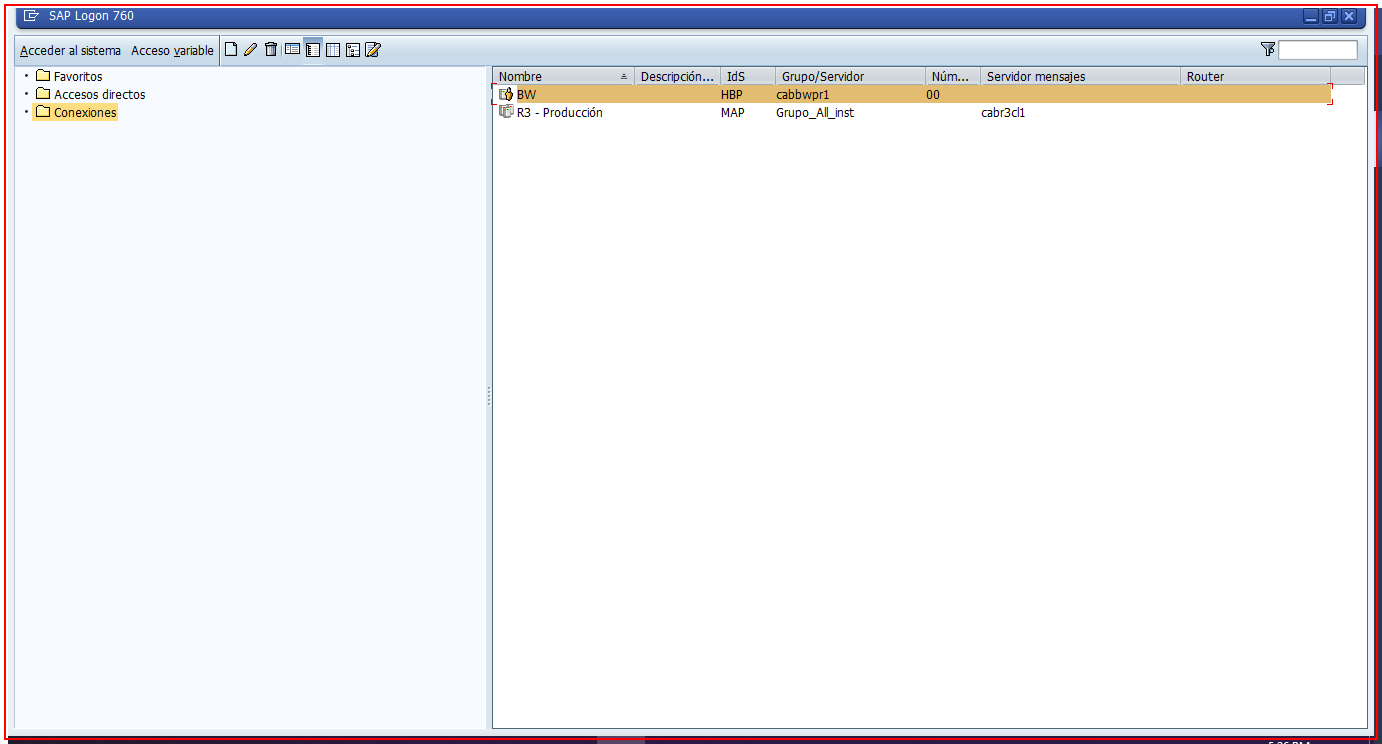 SAP Logon 760
Acceder al sistema Acceso variable
Favoritos
Accesos directos
Conexiones
Nombre Descripción... IdS Grupo/Servidor Núm... Servidor mensajes Router
BW HBP cabbwpr1 00
R3 - Producción MAP Grupo_All_inst cabr3cl1